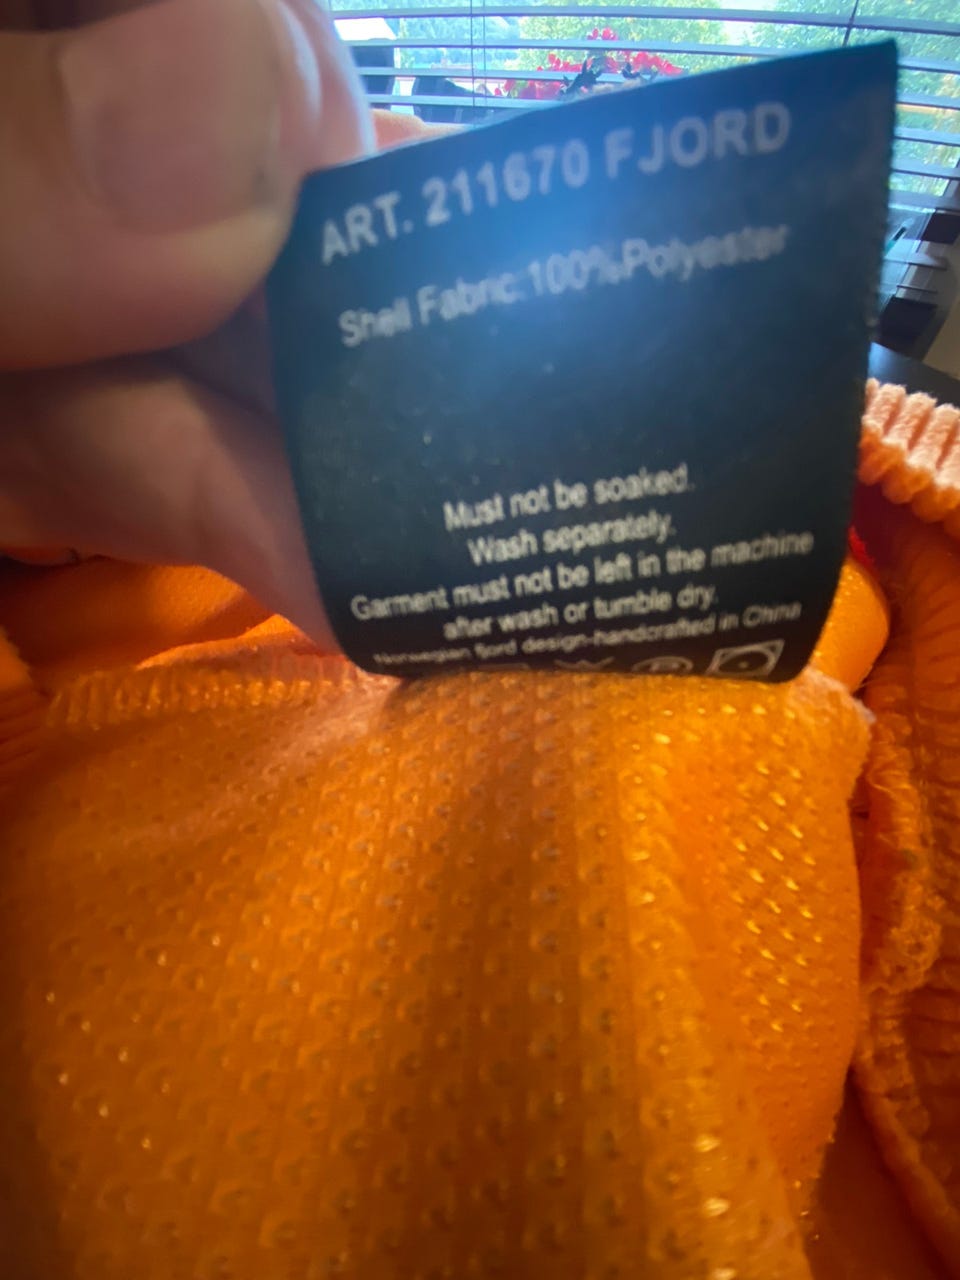 ART. 211670 FJORD
Shell Fabric:100%Polyester
Must not be soaked.
Wash separately.
Garment must not be left in the machine
after wash or tumble dry.
Norwegian fjord design-handcrafted in China